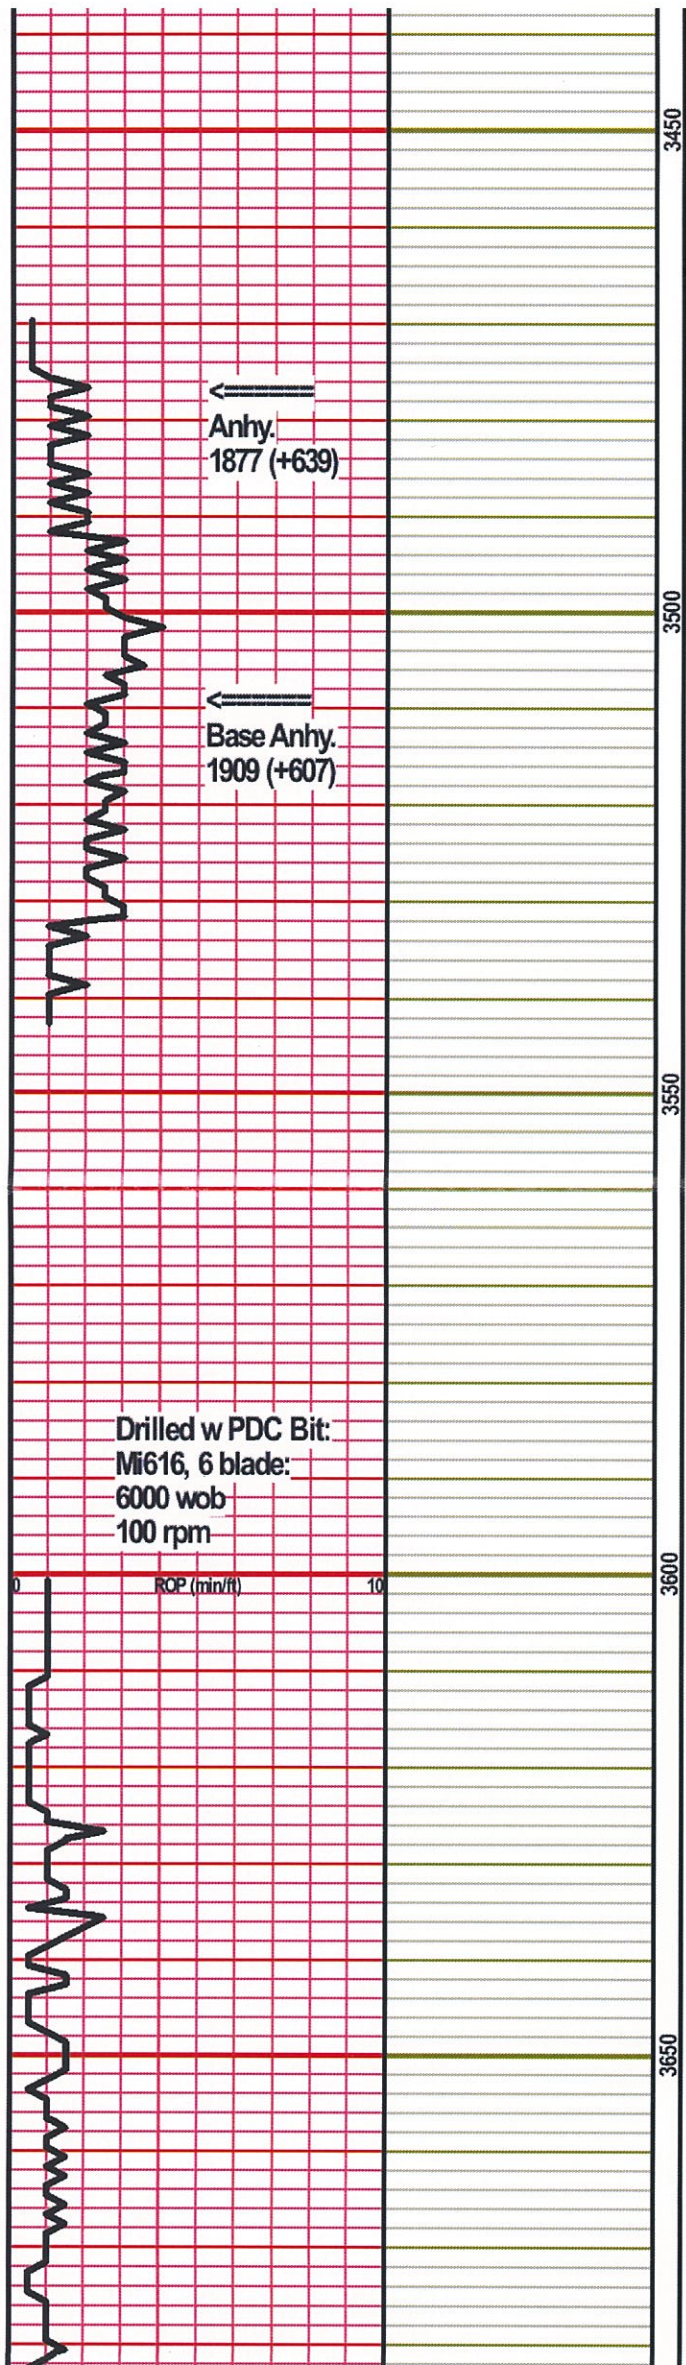 3450
<══════
Anhy.
1877 (+639)
3500
<══════
Base Anhy.
1909 (+607)
3550
Drilled w PDC Bit:
Mi616, 6 blade:
6000 wob
100 rpm
3600
0 ROP (min/ft) 10
3650